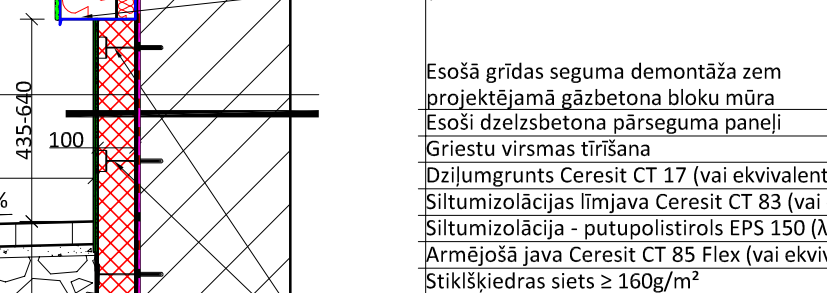 435-640
100
%
Esošā grīdas seguma demontāža zem
projektējamā gāzbetona bloku mūra
Esoši dzelzsbetona pārseguma paneļi
Griestu virsmas tīrīšana
Dziļumgrunts Ceresit CT 17 (vai ekvivalent
Siltumizolācijas līmjava Ceresit CT 83 (vai
Siltumizolācija - putupolistirols EPS 150 (λ
Armējošā java Ceresit CT 85 Flex (vai ekviv
Stiklšķiedras siets ≥ 160g/m²